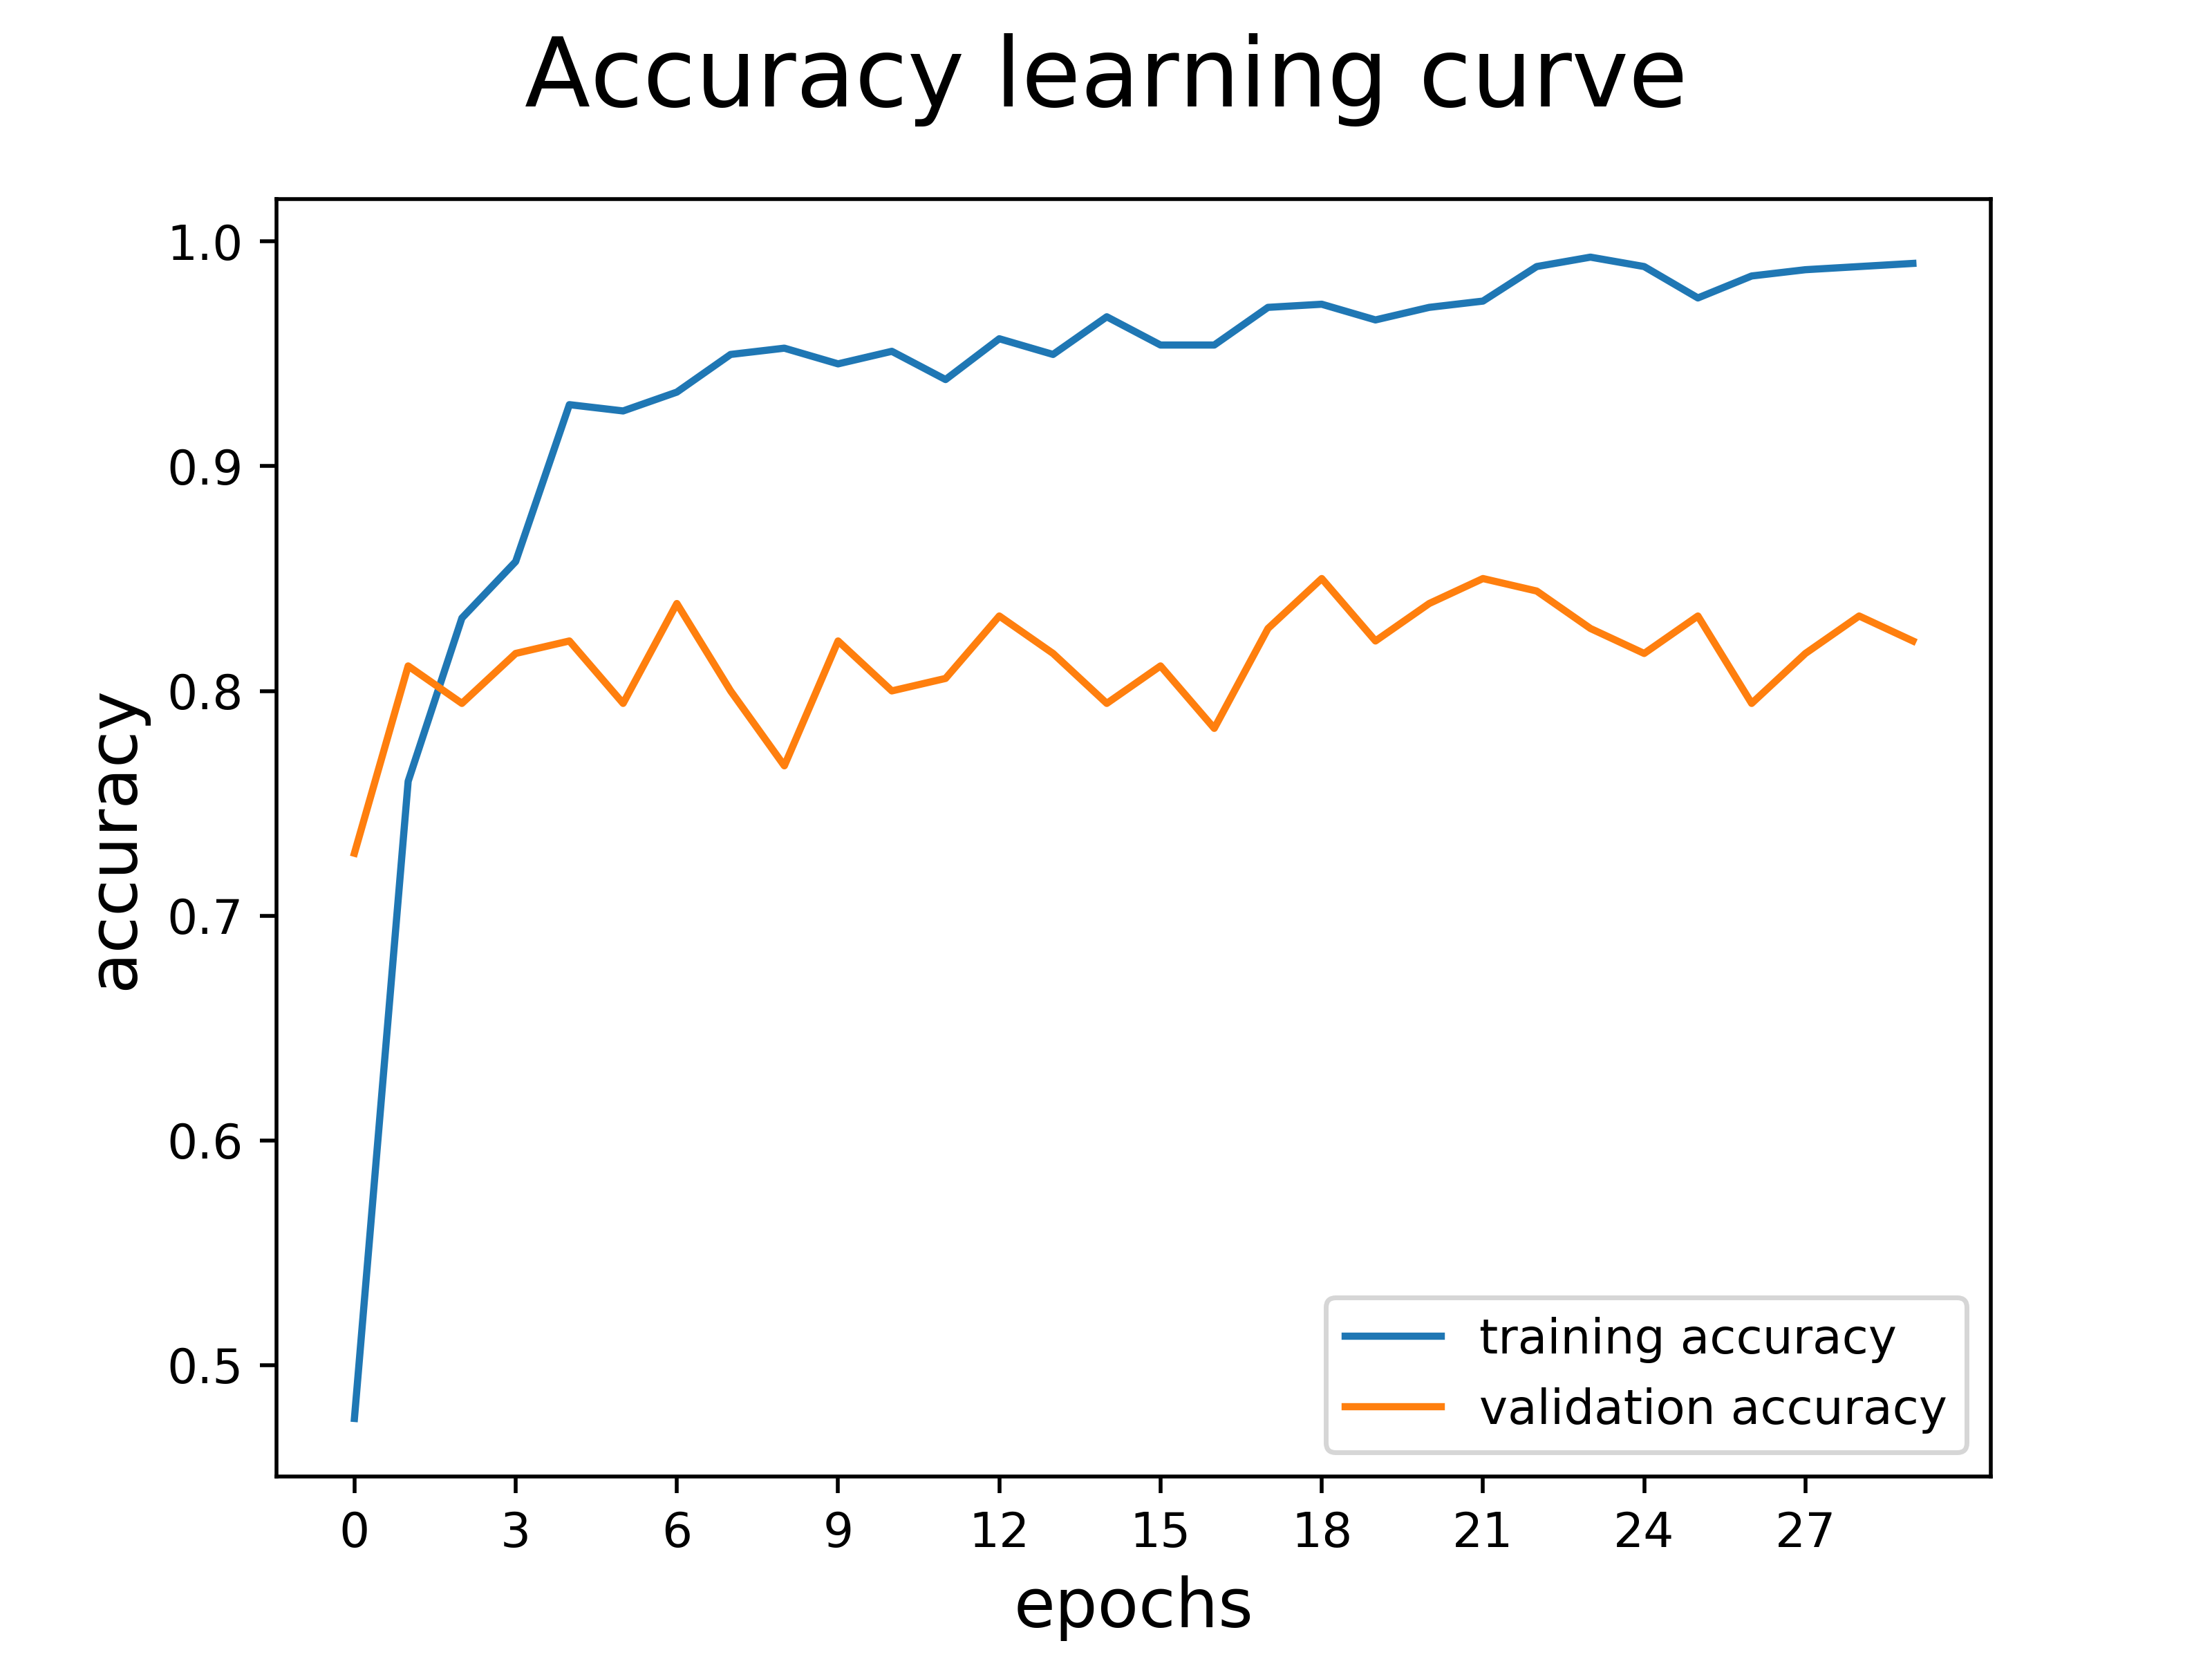 Accuracy learning curve
1.0
0.9
0.8
0.7
0.6
0.5
accuracy
training accuracy
validation accuracy
0 3 6 9 12 15 18 21 24 27
epochs